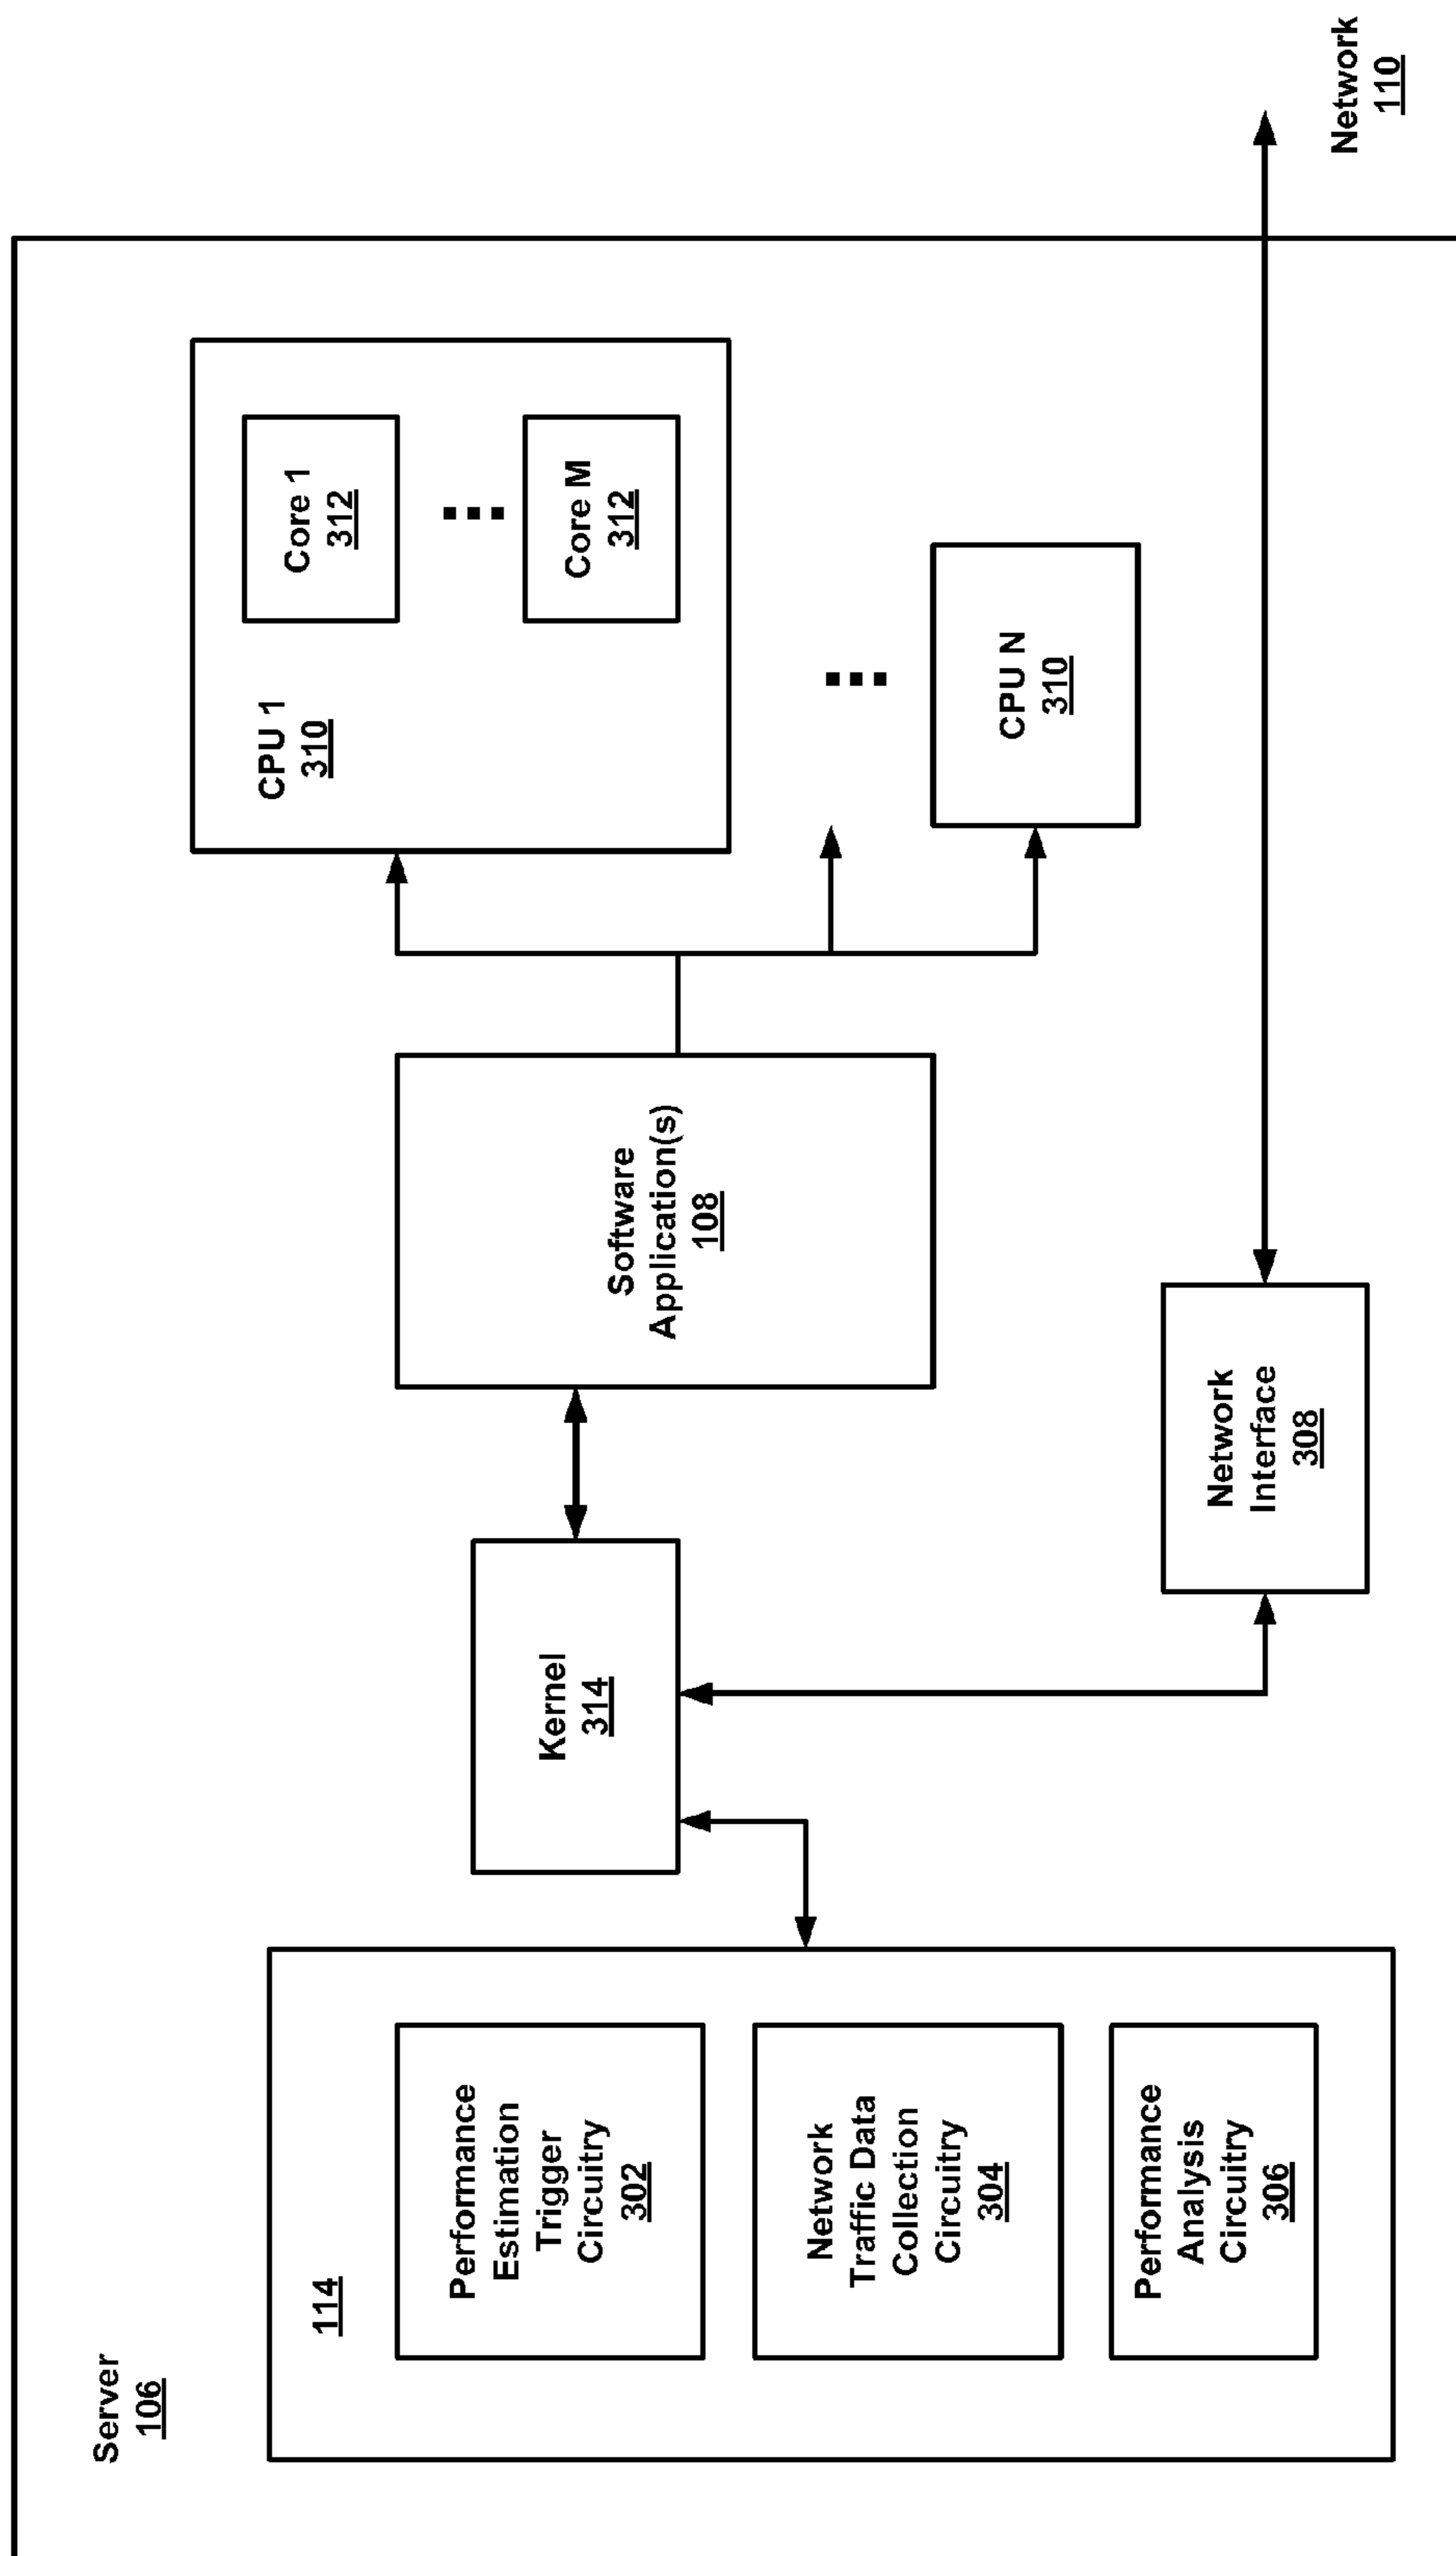 Server
106
114
Performance
Estimation
Trigger
Circuitry
302
Network
Traffic Data
Collection
Circuitry
304
Performance
Analysis
Circuitry
306
Kernel
314
Software
Application(s)
108
Network
Interface
308
CPU 1
310
Core 1
312
Core M
312
CPU N
310
Network
110